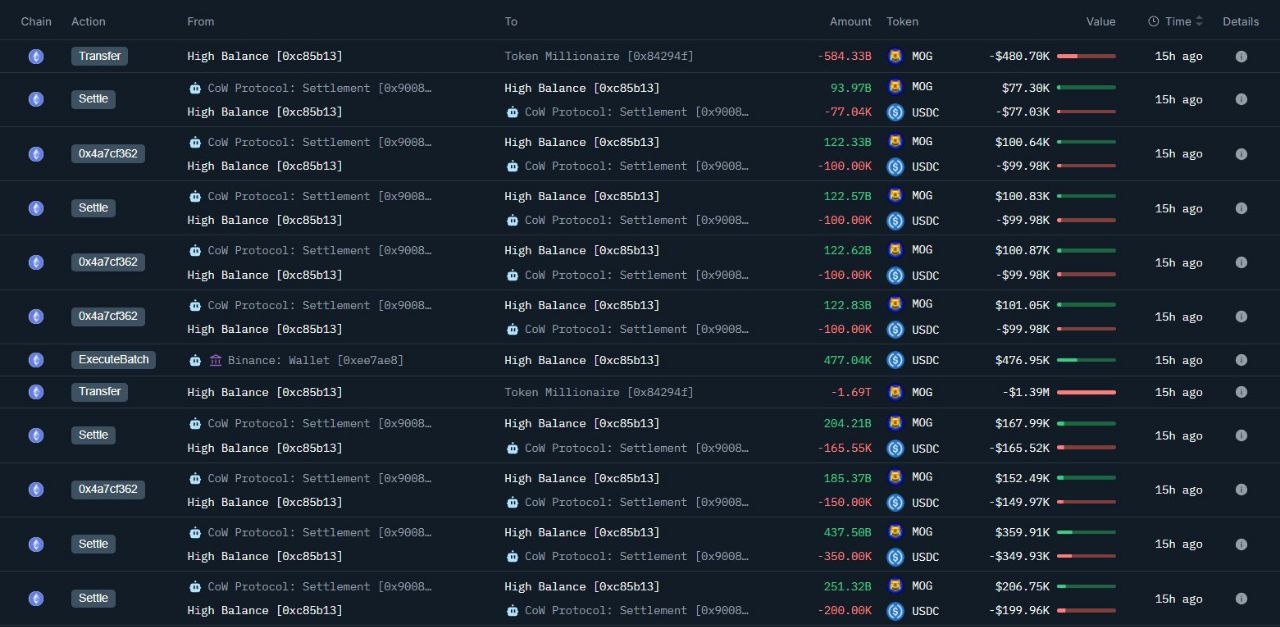 Chain Action From To Amount Token Value Time Details
Transfer High Balance [0xc85b13] Token Millionaire [0x84294f] -584.33B MOG -$480.70K 15h ago
CoW Protocol: Settlement [0x9008… High Balance [0xc85b13] 93.97B MOG $77.30K
Settle 15h ago
High Balance [0xc85b13] CoW Protocol: Settlement [0x9008… -77.04K USDC -$77.03K
CoW Protocol: Settlement [0x9008… High Balance [0xc85b13] 122.33B MOG $100.64K
0x4a7cf362 15h ago
High Balance [0xc85b13] CoW Protocol: Settlement [0x9008… -100.00K USDC -$99.98K
CoW Protocol: Settlement [0x9008… High Balance [0xc85b13] 122.57B MOG $100.83K
Settle 15h ago
High Balance [0xc85b13] CoW Protocol: Settlement [0x9008… -100.00K USDC -$99.98K
CoW Protocol: Settlement [0x9008… High Balance [0xc85b13] 122.62B MOG $100.87K
0x4a7cf362 15h ago
High Balance [0xc85b13] CoW Protocol: Settlement [0x9008… -100.00K USDC -$99.98K
CoW Protocol: Settlement [0x9008… High Balance [0xc85b13] 122.83B MOG $101.05K
0x4a7cf362 15h ago
High Balance [0xc85b13] CoW Protocol: Settlement [0x9008… -100.00K USDC -$99.98K
ExecuteBatch Binance: Wallet [0xee7ae8] High Balance [0xc85b13] 477.04K USDC $476.95K 15h ago
Transfer High Balance [0xc85b13] Token Millionaire [0x84294f] -1.69T MOG -$1.39M 15h ago
CoW Protocol: Settlement [0x9008… High Balance [0xc85b13] 204.21B MOG $167.99K
Settle 15h ago
High Balance [0xc85b13] CoW Protocol: Settlement [0x9008… -165.55K USDC -$165.52K
CoW Protocol: Settlement [0x9008… High Balance [0xc85b13] 185.37B MOG $152.49K
0x4a7cf362 15h ago
High Balance [0xc85b13] CoW Protocol: Settlement [0x9008… -150.00K USDC -$149.97K
CoW Protocol: Settlement [0x9008… High Balance [0xc85b13] 437.50B MOG $359.91K
Settle 15h ago
High Balance [0xc85b13] CoW Protocol: Settlement [0x9008… -350.00K USDC -$349.93K
CoW Protocol: Settlement [0x9008… High Balance [0xc85b13] 251.32B MOG $206.75K
Settle 15h ago
High Balance [0xc85b13] CoW Protocol: Settlement [0x9008… -200.00K USDC -$199.96K